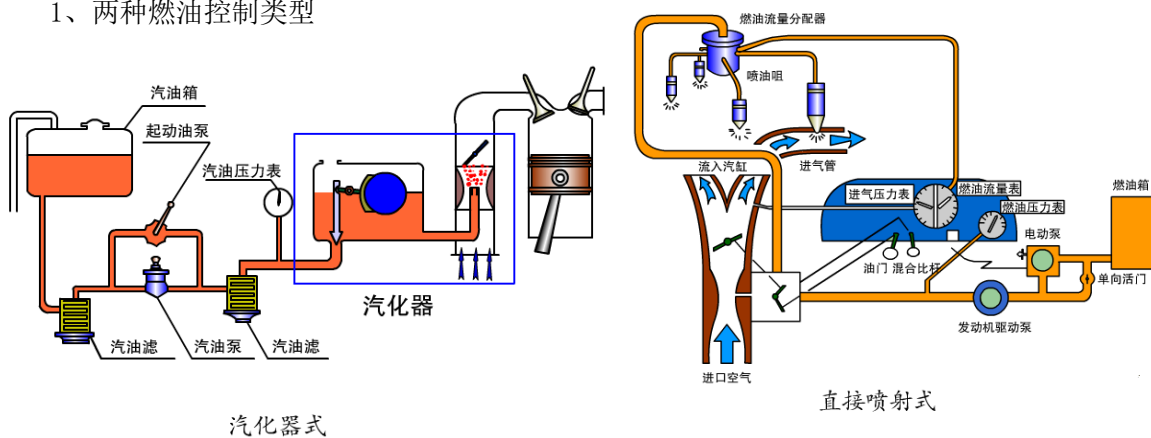 1、两种燃油控制类型
汽油箱
起动油泵
汽油压力表
汽油滤
汽油泵
汽油滤
汽化器
汽化器式
燃油流量分配器
喷油咀
流入汽缸
进气管
进气压力表
燃油流量表
燃油压力表
燃油箱
电动泵
油门 混合比杆
单向活门
发动机驱动泵
进口空气
直接喷射式